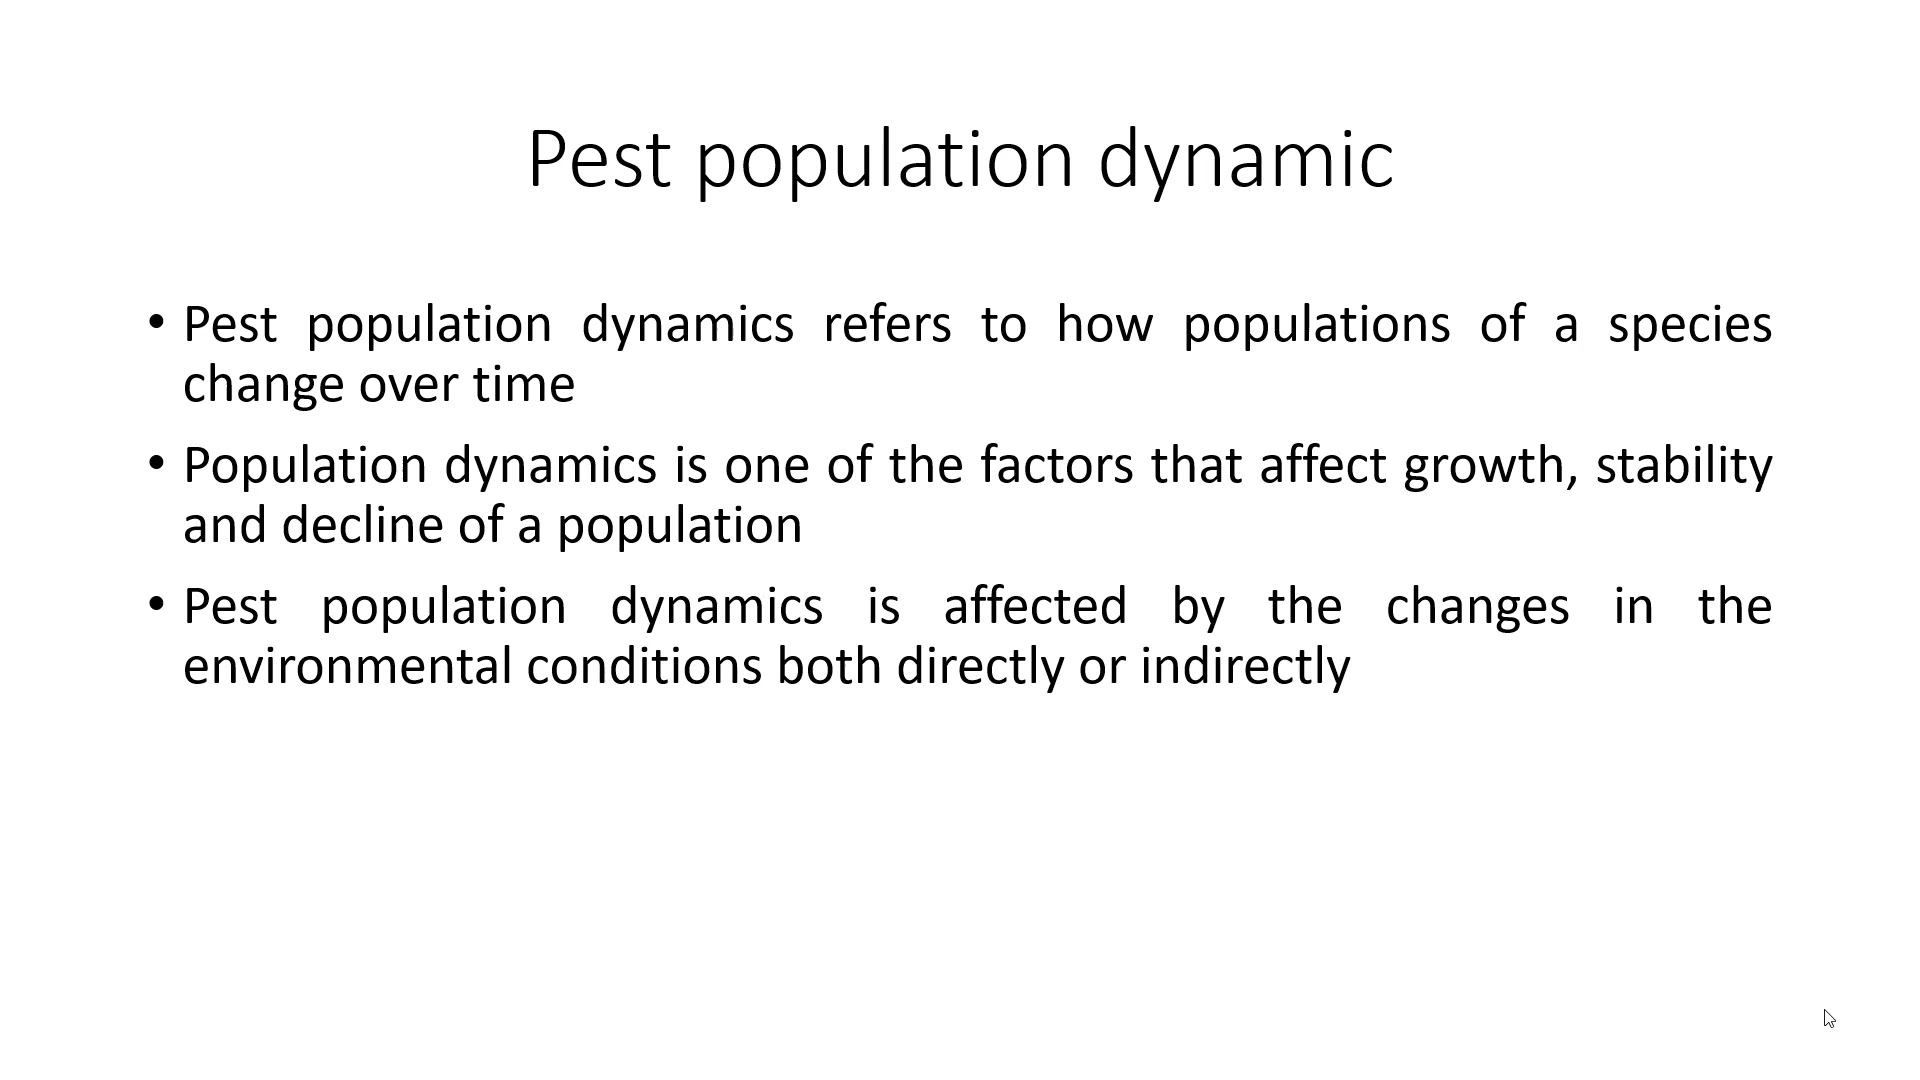 Pest population dynamic
• Pest population dynamics refers to how populations of a species
change over time
• Population dynamics is one of the factors that affect growth, stability
and decline of a population
• Pest population dynamics is affected by the changes in the
environmental conditions both directly or indirectly